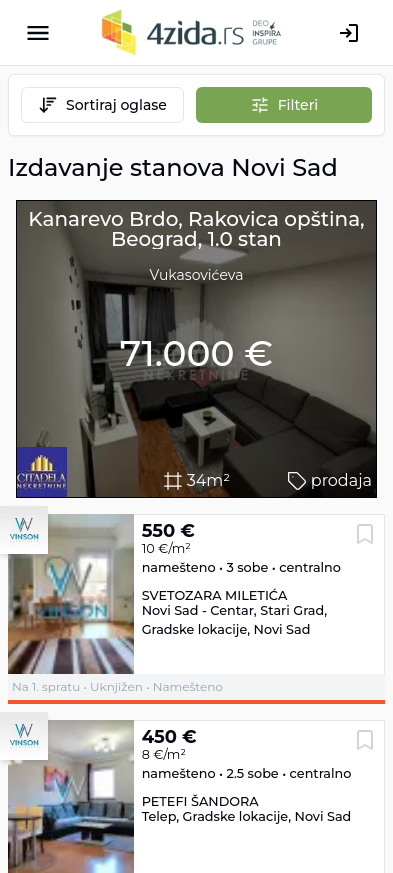 4zida.rs
DEO
INSPIRA
GRUPE
Sortiraj oglase
Filteri
Izdavanje stanova Novi Sad
Kanarevo Brdo, Rakovica opština,
Beograd, 1.0 stan
Vukasovićeva
71.000 €
NEKRETNINE
CITADELA
NEKRETNINE
34m²
prodaja
VINSON
VINSON
550 €
10 €/m²
namešteno • 3 sobe • centralno
SVETOZARA MILETIĆA
Novi Sad - Centar, Stari Grad,
Gradske lokacije, Novi Sad
Na 1. spratu • Uknjižen • Namešteno
VINSON
450 €
8 €/m²
namešteno • 2.5 sobe • centralno
PETEFI ŠANDORA
Telep, Gradske lokacije, Novi Sad